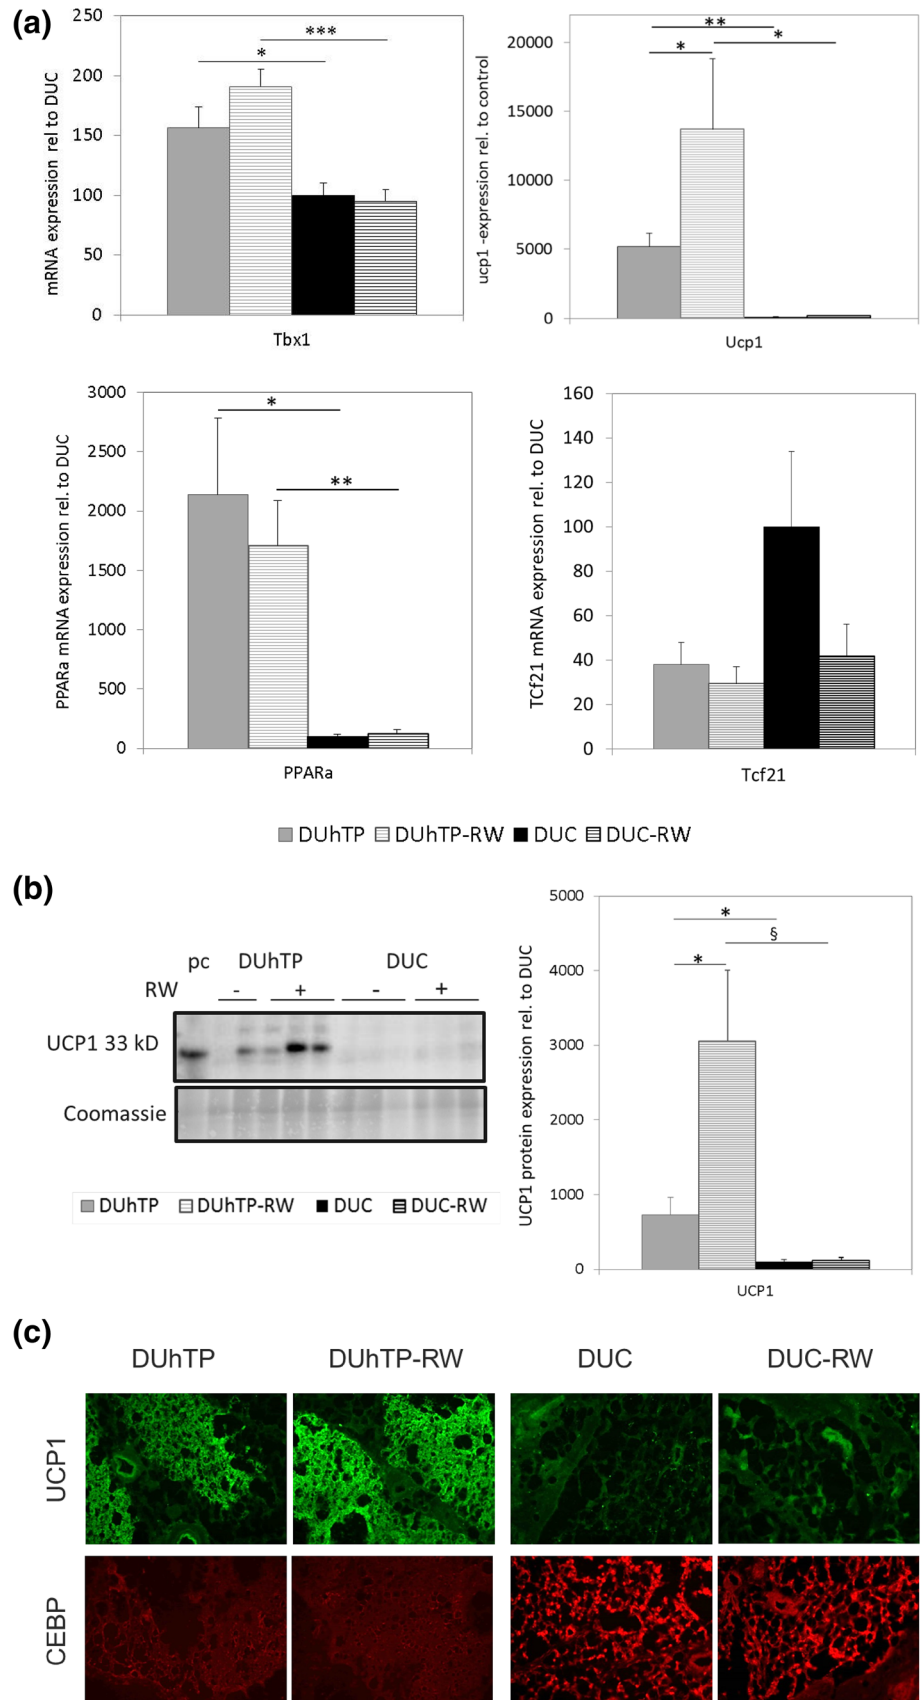 (a)
mRNA expression rel to DUC
250
200
150
100
50
0
***
*
Tbx1
ucp1 -expression rel. to control
20000
15000
10000
5000
0
**
*
*
Ucp1
PPARa mRNA expression rel. to DUC
3000
2500
2000
1500
1000
500
0
*
**
PPARa
TCf21 mRNA expression rel. to DUC
160
140
120
100
80
60
40
20
0
Tcf21
DUhTP DUhTP-RW DUC DUC-RW
(b)
pc DUhTP DUC
RW - + - +
UCP1 33 kD
Coomassie
DUhTP DUhTP-RW DUC DUC-RW
UCP1 protein expression rel. to DUC
5000
4000
3000
2000
1000
0
*
§
*
UCP1
(c)
DUhTP DUhTP-RW DUC DUC-RW
UCP1
CEBP